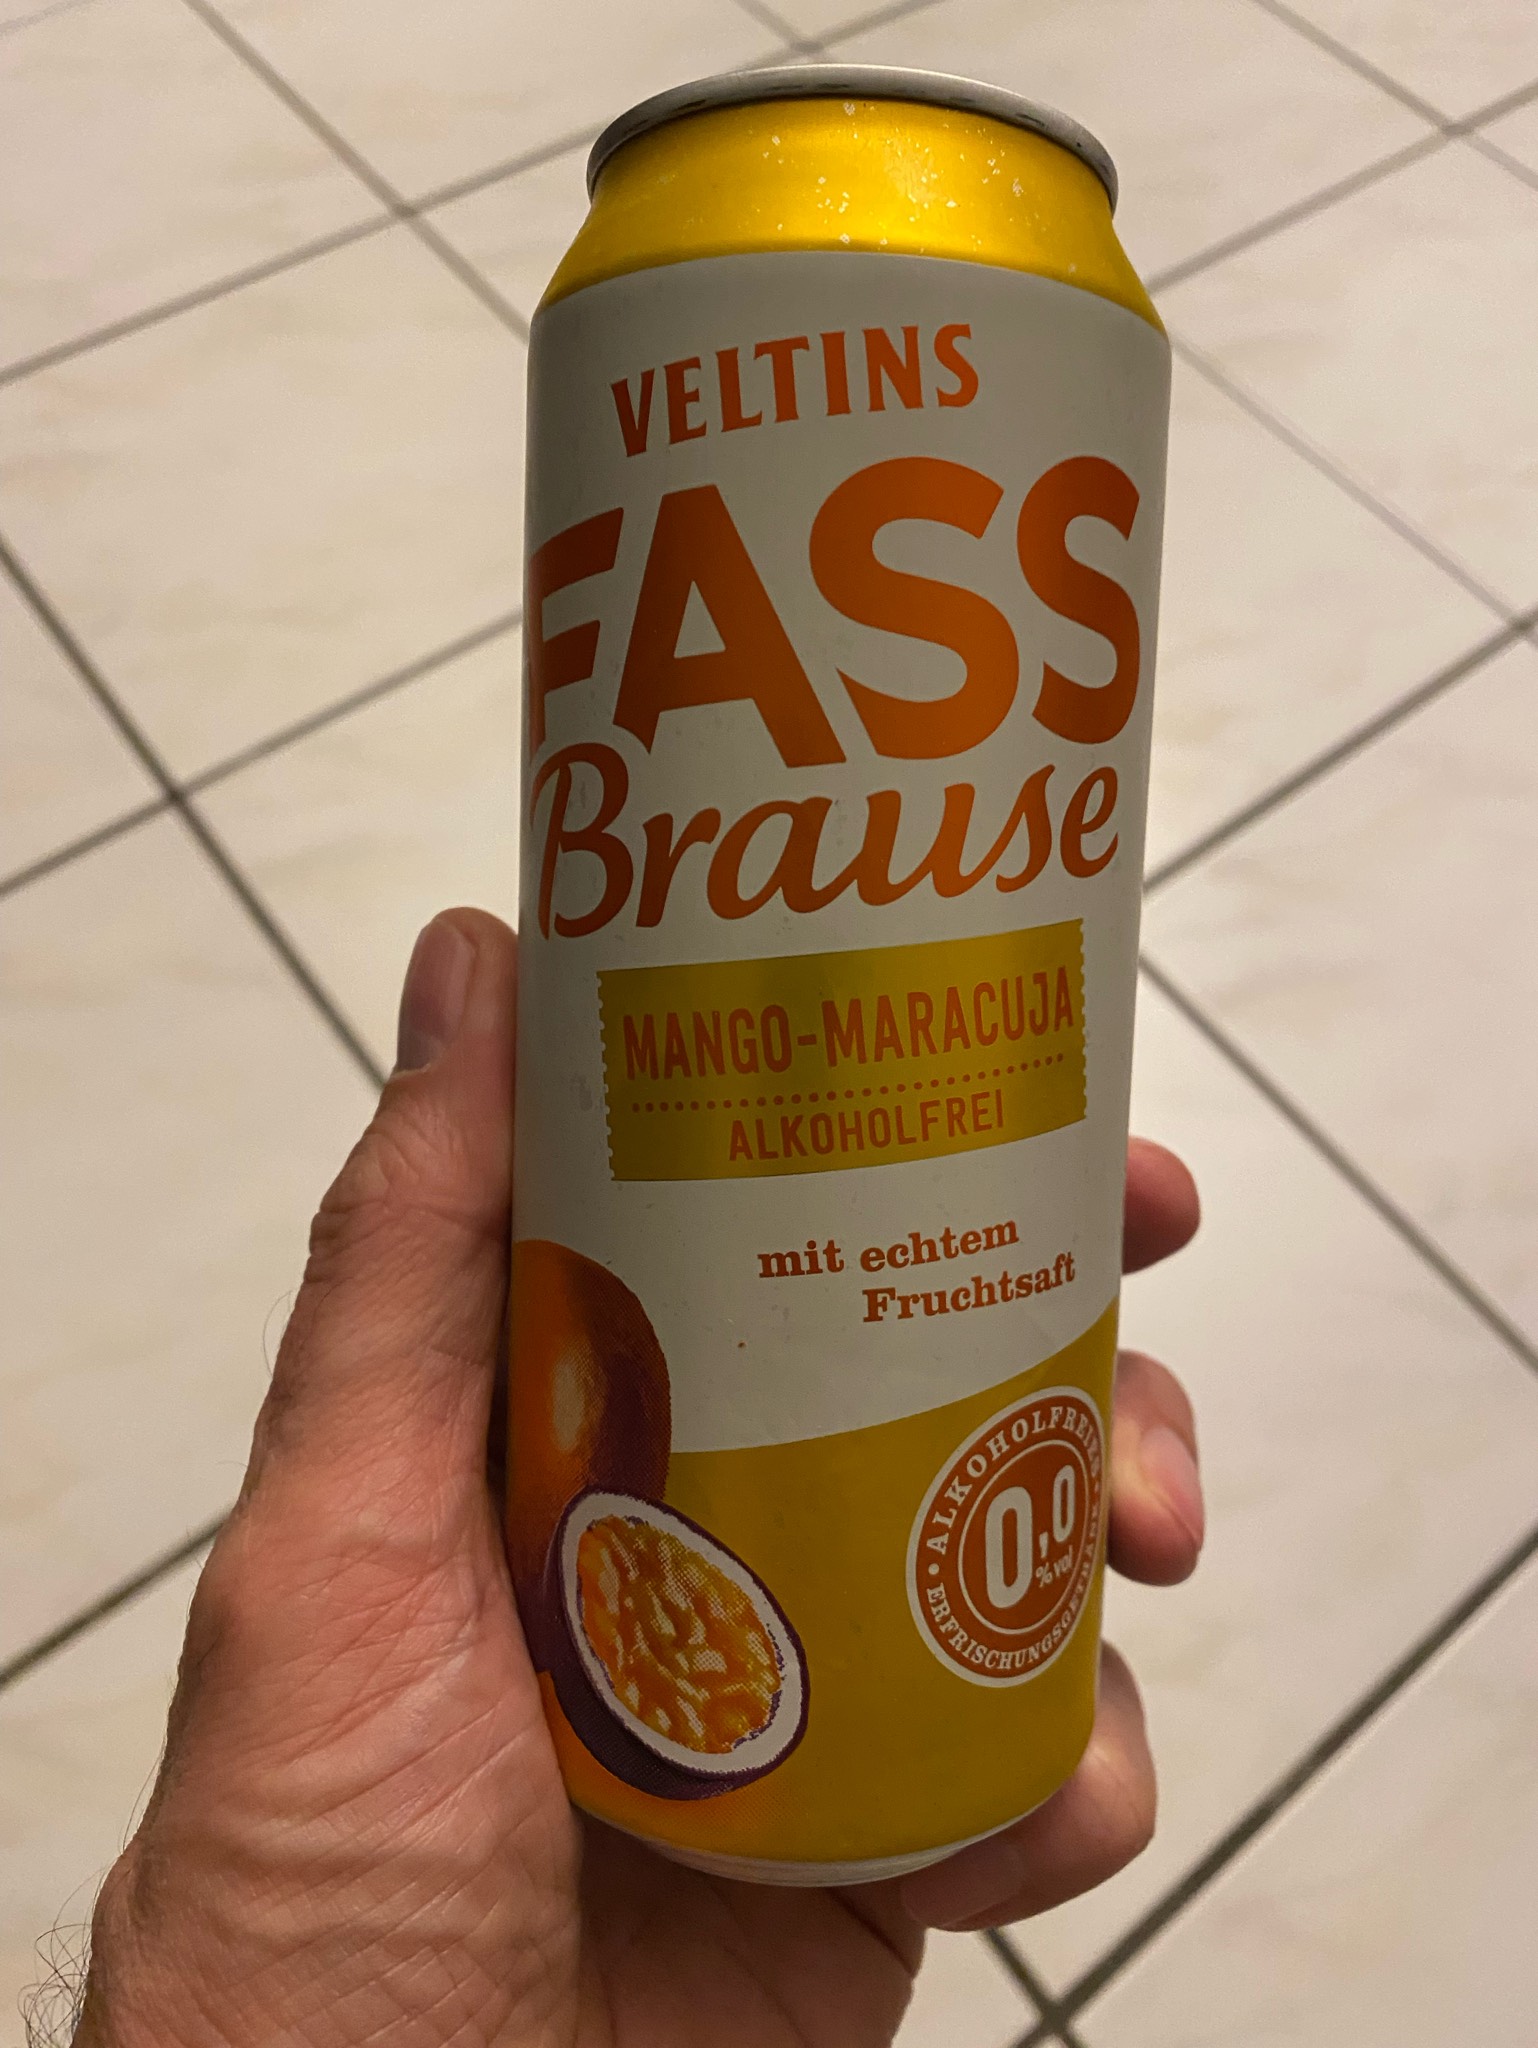 VELTINS
FASS
Brause
MANGO-MARACUJA
ALKOHOLFREI
mit echtem
Fruchtsaft
• ALKOHOLFREIES •
0,0
% vol
ERFRISCHUNGSGETRÄNK